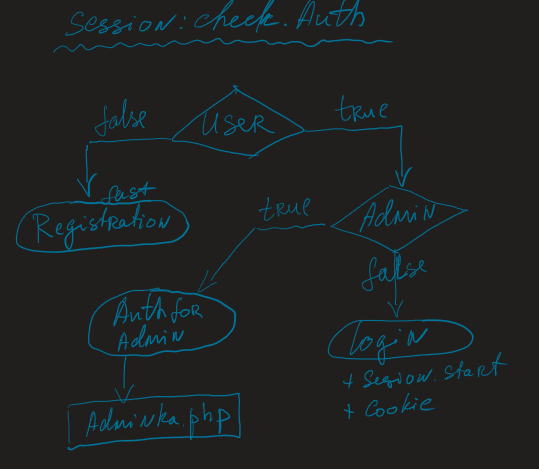 Session: check.Auth
false
User
true
fast
Registration
true
Admin
false
Auth for
Admin
Login
+ Session.start
+ Cookie
Adminka.php